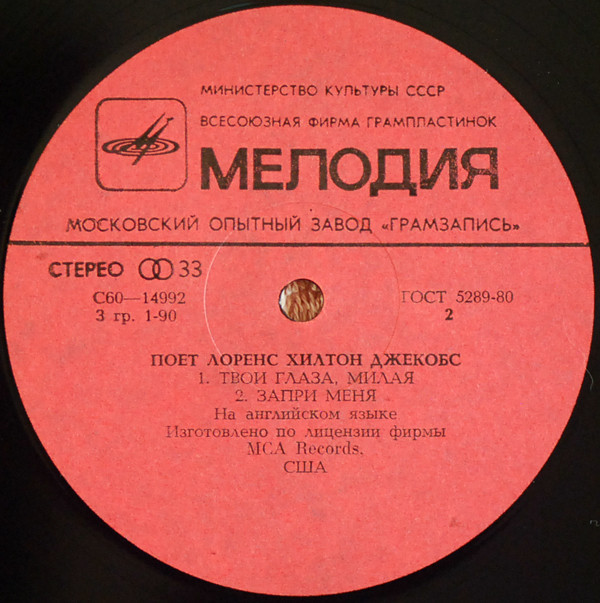 МИНИСТЕРСТВО КУЛЬТУРЫ СССР
ВСЕСОЮЗНАЯ ФИРМА ГРАМПЛАСТИНОК
МЕЛОДИЯ
МОСКОВСКИЙ ОПЫТНЫЙ ЗАВОД «ГРАМЗАПИСЬ»
СТЕРЕО 33
С60—14992 ГОСТ 5289-80
3 гр. 1-90 2
ПОЕТ ЛОРЕНС ХИЛТОН ДЖЕКОБС
1. ТВОИ ГЛАЗА, МИЛАЯ
2. ЗАПРИ МЕНЯ
На английском языке
Изготовлено по лицензии фирмы
MCA Records,
США